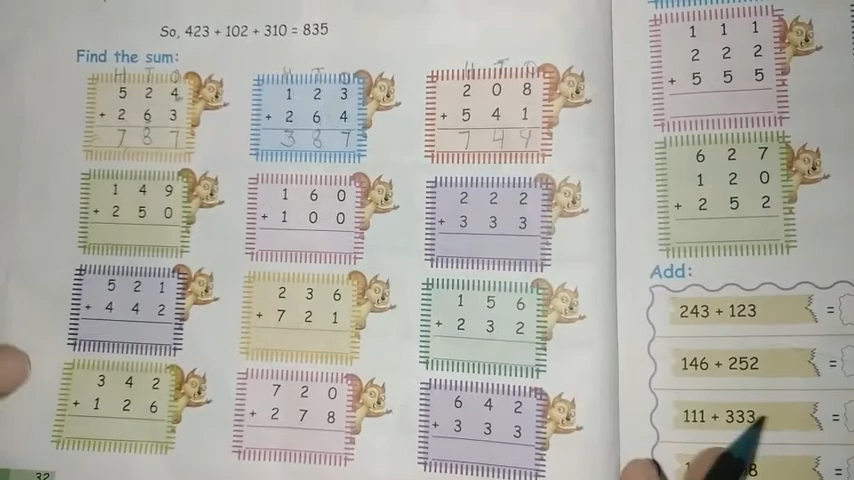 So, 423 + 102 + 310 = 835
Find the sum:
H T O
5 2 4
+ 2 6 3
7 8 7
H T O
1 2 3
+ 2 6 4
3 8 7
H T O
2 0 8
+ 5 4 1
7 4 9
1 4 9
+ 2 5 0
1 6 0
+ 1 0 0
2 2 2
+ 3 3 3
5 2 1
+ 4 4 2
2 3 6
+ 7 2 1
1 5 6
+ 2 3 2
3 4 2
+ 1 2 6
7 2 0
+ 2 7 8
6 4 2
+ 3 3 3
32
1 1 1
2 2 2
+ 5 5 5
6 2 7
1 2 0
+ 2 5 2
Add:
243 + 123 =
146 + 252 =
111 + 333 =